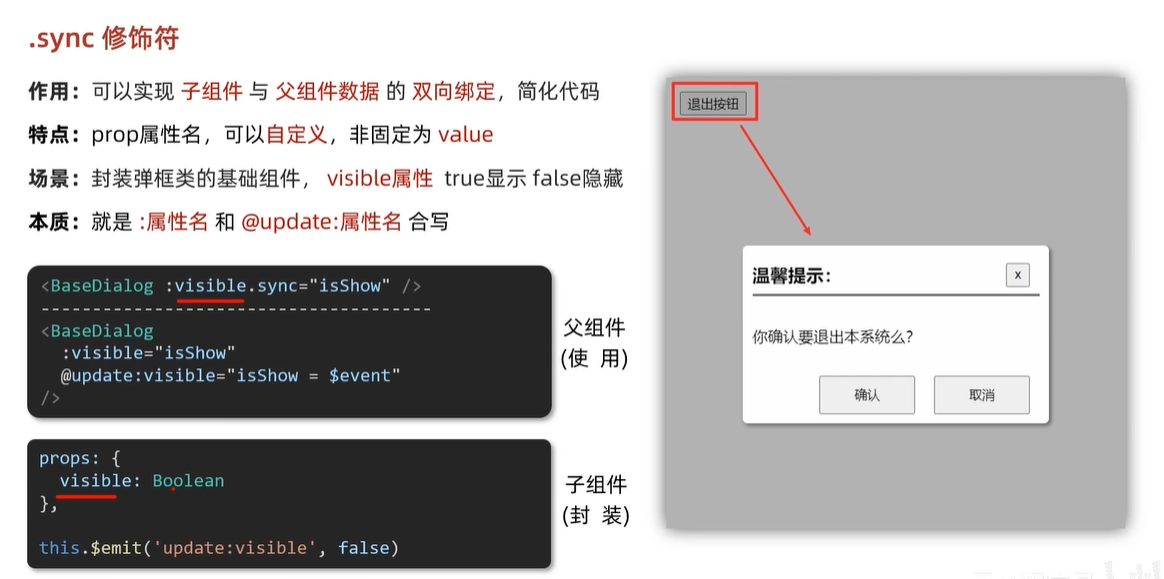 .sync 修饰符
作用：可以实现 子组件 与 父组件数据 的 双向绑定，简化代码
特点：prop属性名，可以自定义，非固定为 value
场景：封装弹框类的基础组件， visible属性 true显示 false隐藏
本质：就是 :属性名 和 @update:属性名 合写
<BaseDialog :visible.sync="isShow" />
--------------------------------------
<BaseDialog
:visible="isShow"
@update:visible="isShow = $event"
/>
父组件
(使 用)
props: {
visible: Boolean
},
this.$emit('update:visible', false)
子组件
(封 装)
退出按钮
温馨提示：
x
你确认要退出本系统么？
确认
取消